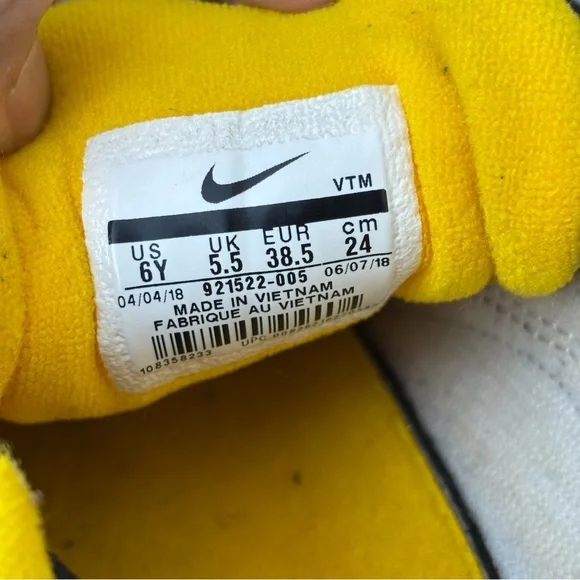 VTM
US UK EUR cm
6Y 5.5 38.5 24
04/04/18 921522-005 06/07/18
MADE IN VIETNAM
FABRIQUE AU VIETNAM
108358233 UPC